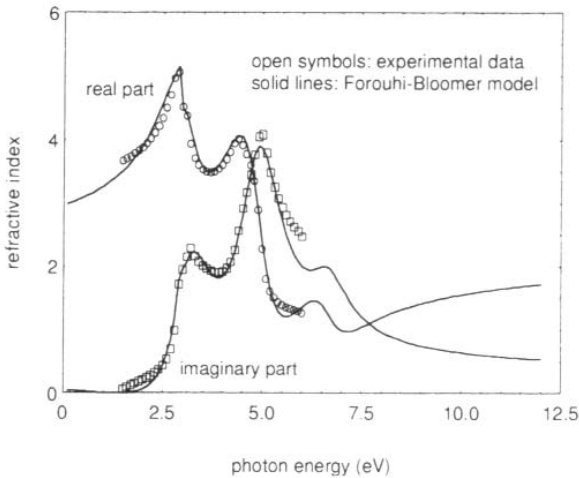 6
open symbols: experimental data
solid lines: Forouhi-Bloomer model
real part
4
refractive index
2
imaginary part
0
0 2.5 5.0 7.5 10.0 12.5
photon energy (eV)